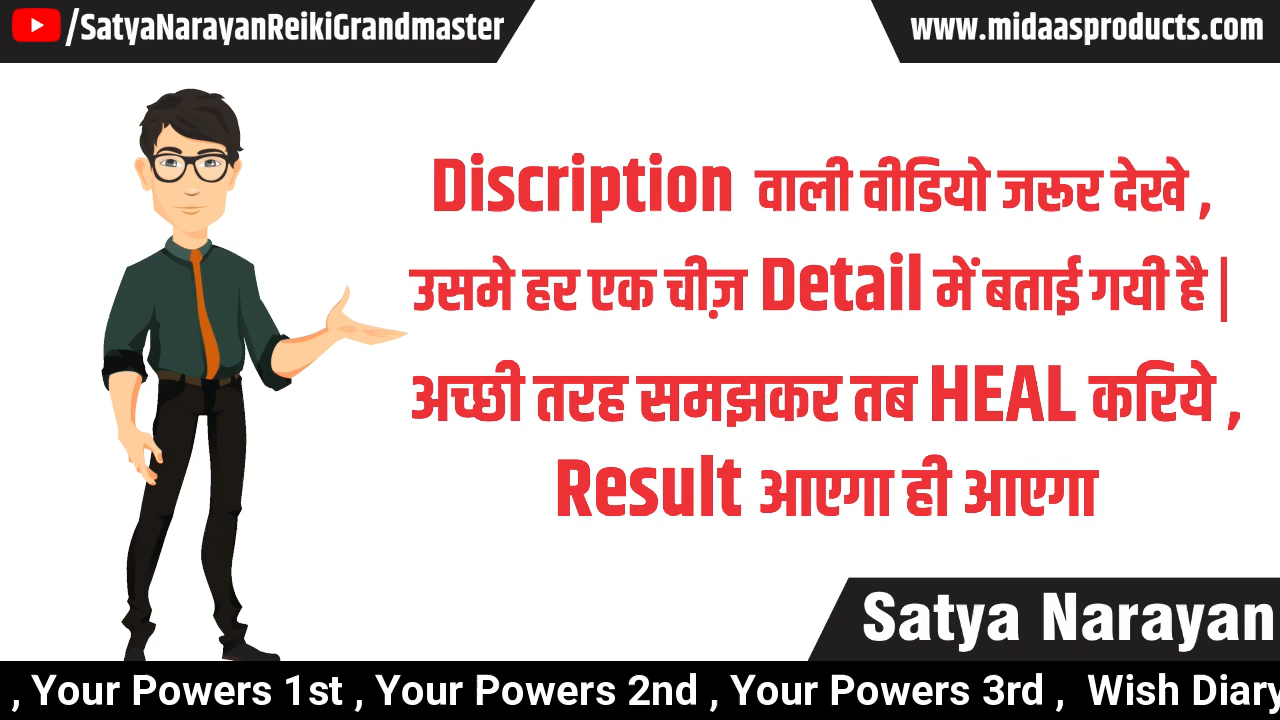 /SatyaNarayanReikiGrandmaster
www.midaasproducts.com
Discription वाली वीडियो जरूर देखे ,
उसमे हर एक चीज़ Detail में बताई गयी है |
अच्छी तरह समझकर तब HEAL करिये ,
Result आएगा ही आएगा
Satya Narayan
, Your Powers 1st , Your Powers 2nd , Your Powers 3rd , Wish Diary